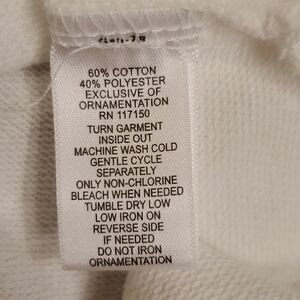 60% COTTON
40% POLYESTER
EXCLUSIVE OF
ORNAMENTATION
RN 117150
TURN GARMENT
INSIDE OUT
MACHINE WASH COLD
GENTLE CYCLE
SEPARATELY
ONLY NON-CHLORINE
BLEACH WHEN NEEDED
TUMBLE DRY LOW
LOW IRON ON
REVERSE SIDE
IF NEEDED
DO NOT IRON
ORNAMENTATION